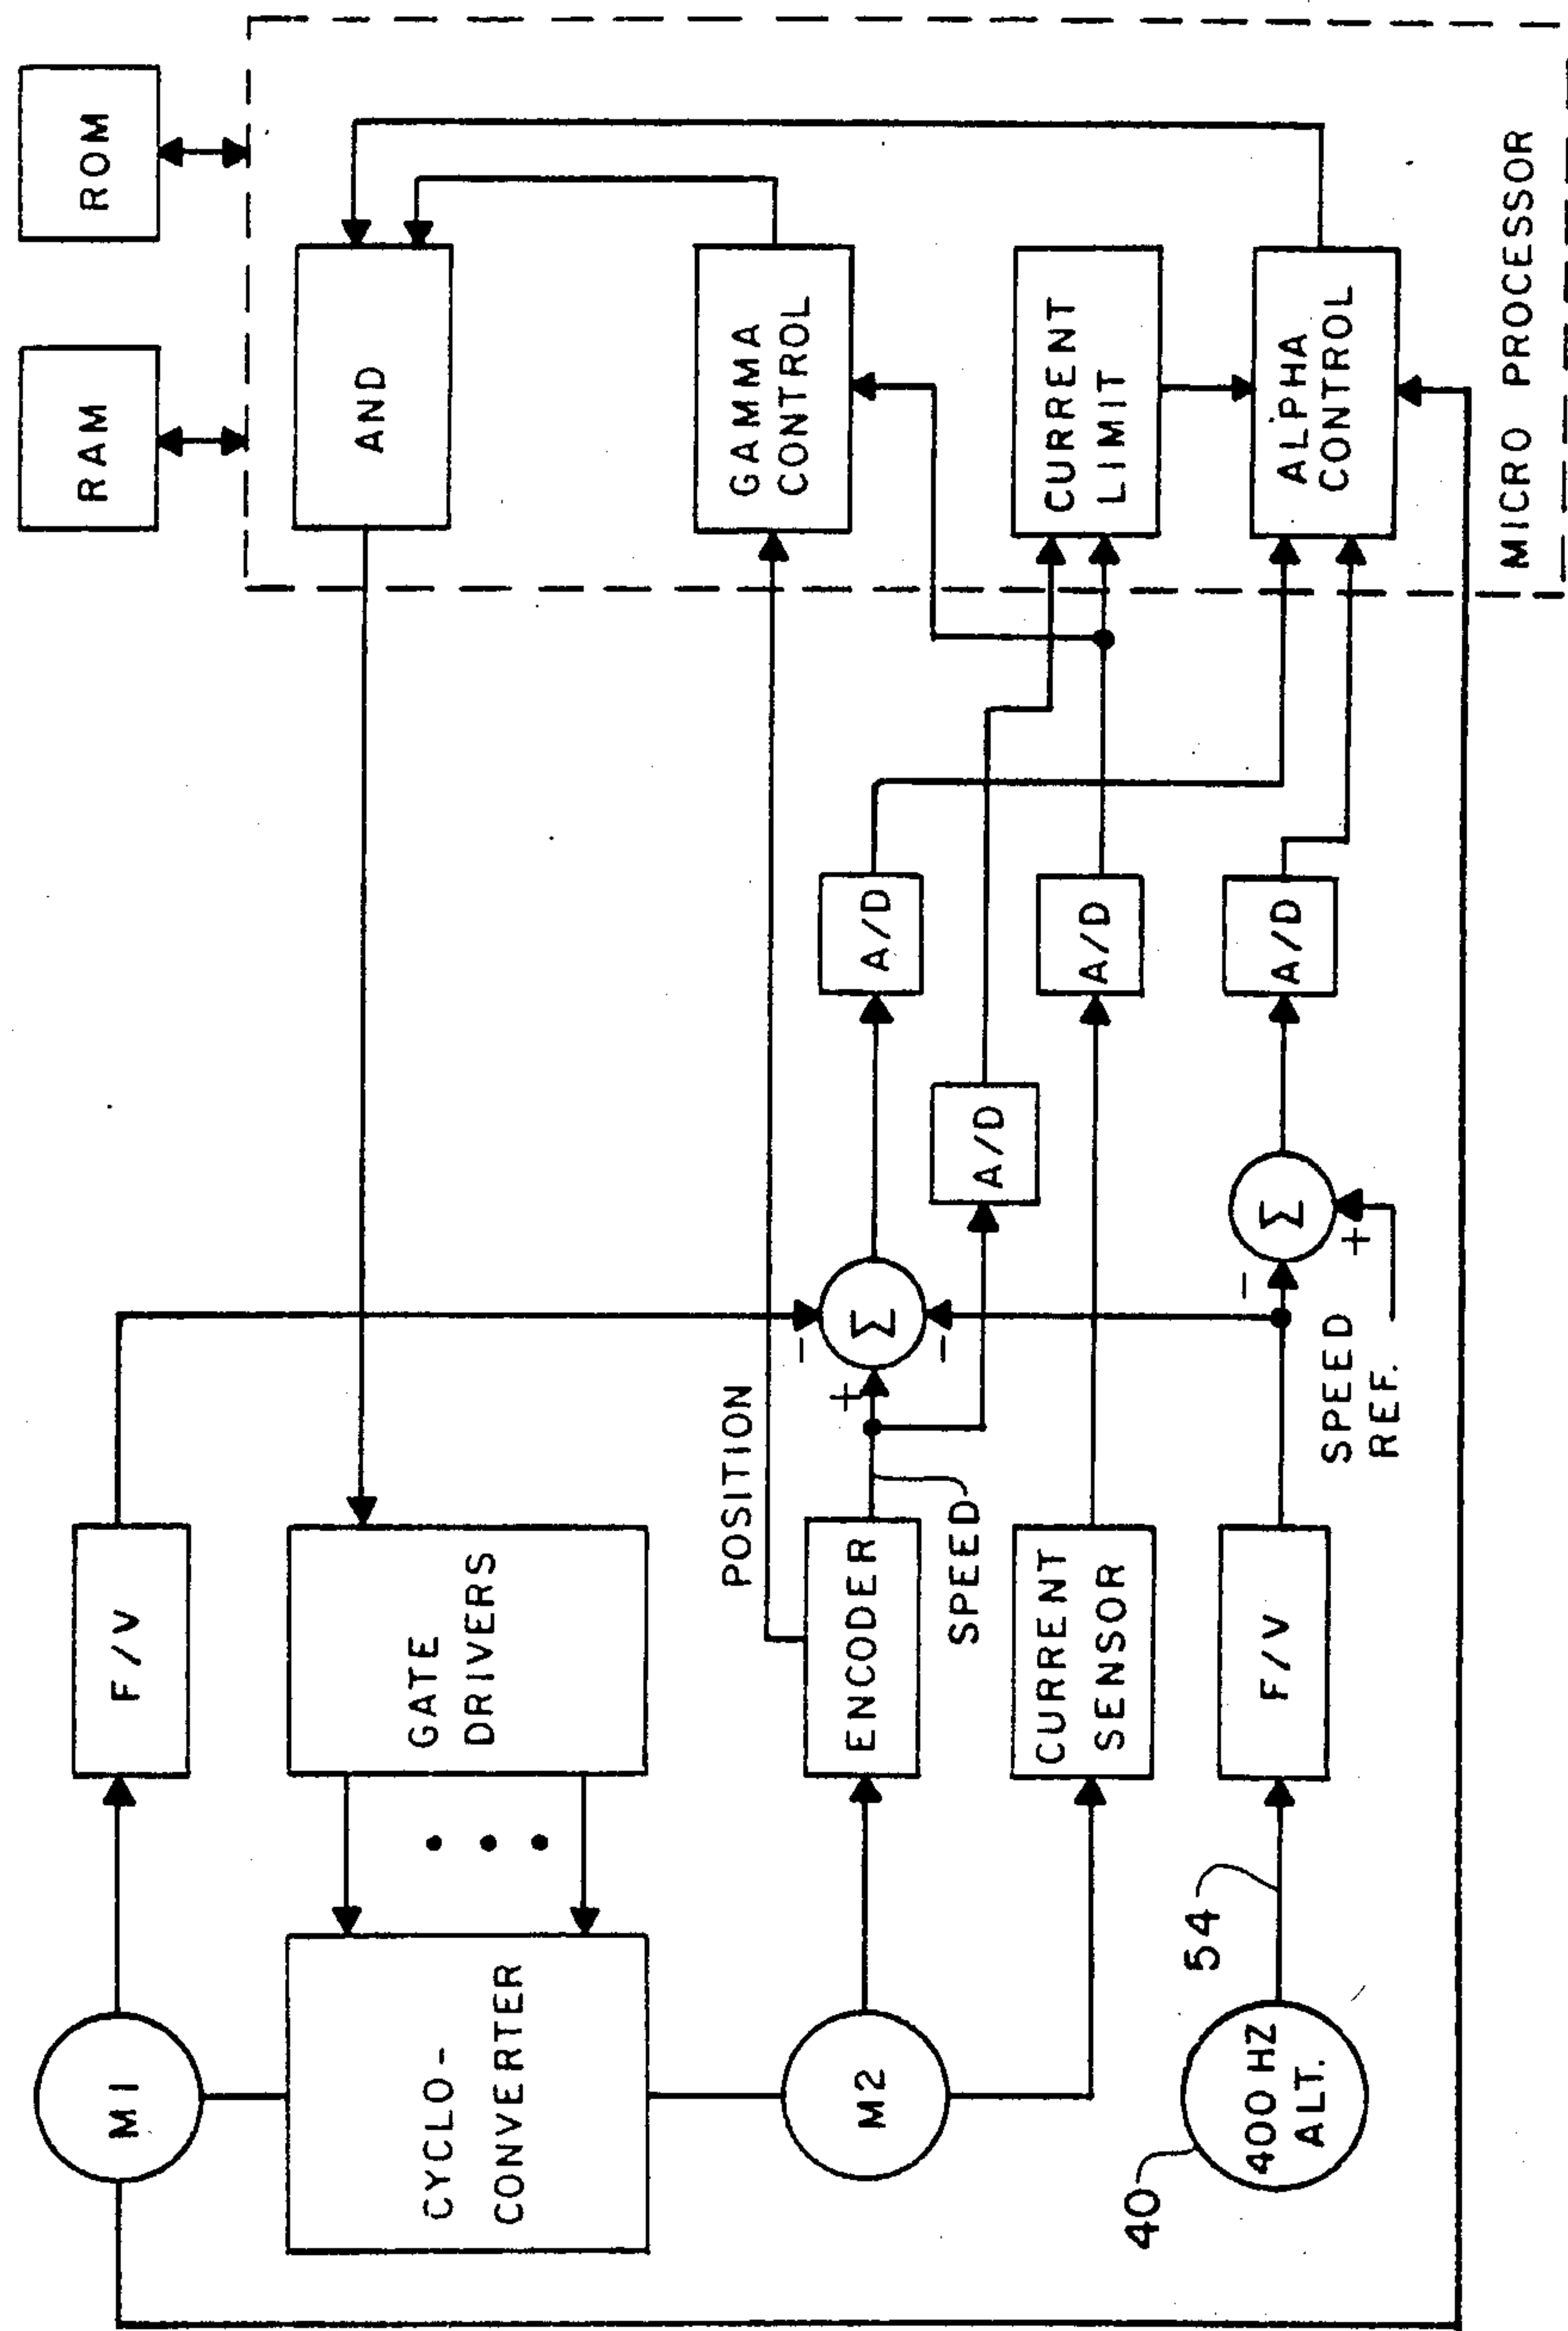 M1
F/V
RAM
ROM
CYCLO-
CONVERTER
GATE
DRIVERS
AND
POSITION
GAMMA
CONTROL
M2
ENCODER
+
-
-
Σ
A/D
SPEED
A/D
CURRENT
SENSOR
A/D
CURRENT
LIMIT
40
400 HZ
ALT.
54
F/V
-
+
Σ
A/D
ALPHA
CONTROL
SPEED
REF.
MICRO PROCESSOR